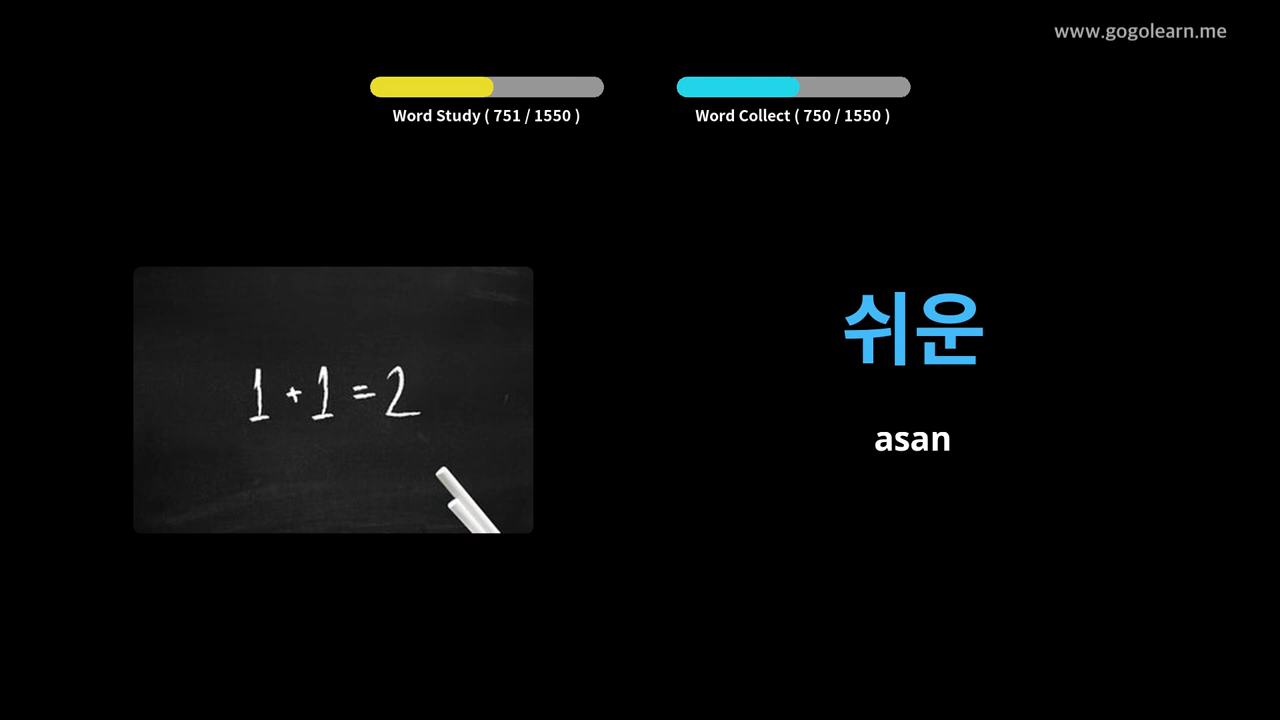 www.gogolearn.me
Word Study ( 751 / 1550 )
Word Collect ( 750 / 1550 )
1 + 1 = 2
쉬운
asan